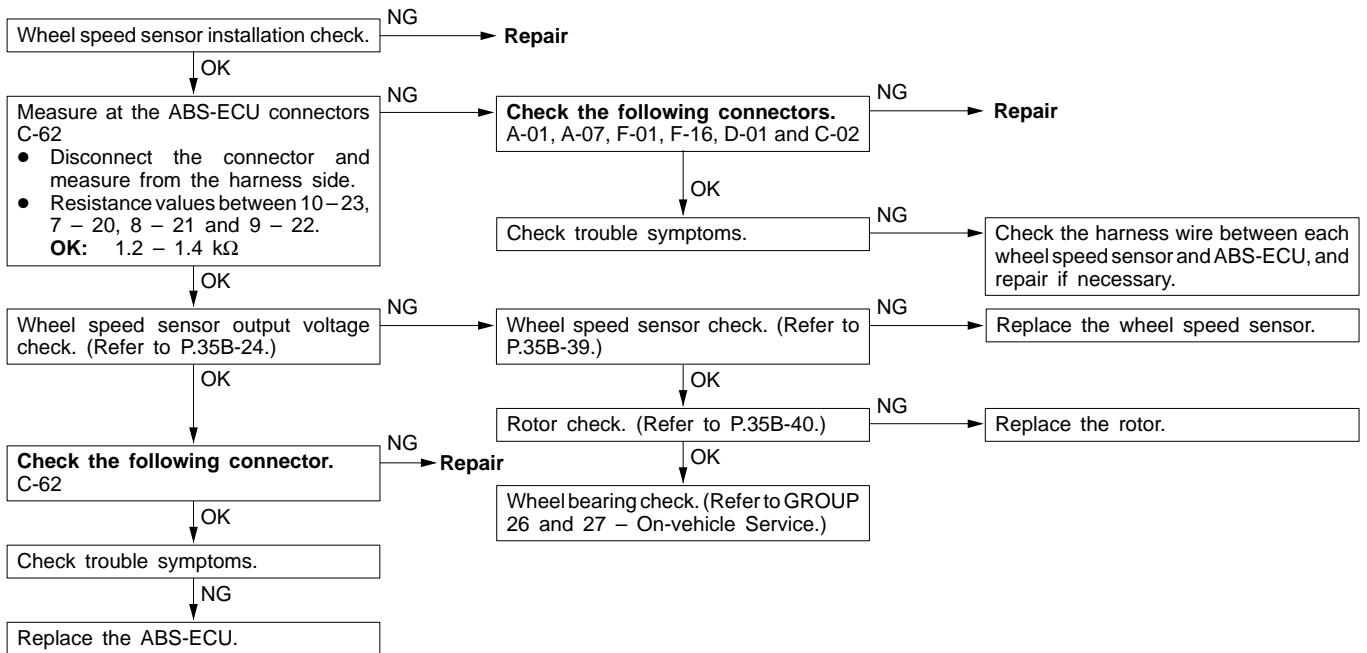 Wheel speed sensor installation check.
NG
Repair
OK
Measure at the ABS-ECU connectors
C-62
● Disconnect the connector and
measure from the harness side.
● Resistance values between 10 – 23,
7 – 20, 8 – 21 and 9 – 22.
OK: 1.2 – 1.4 kΩ
NG
Check the following connectors.
A-01, A-07, F-01, F-16, D-01 and C-02
NG
Repair
OK
Check trouble symptoms.
NG
Check the harness wire between each
wheel speed sensor and ABS-ECU, and
repair if necessary.
OK
Wheel speed sensor output voltage
check. (Refer to P.35B-24.)
NG
Wheel speed sensor check. (Refer to
P.35B-39.)
NG
Replace the wheel speed sensor.
OK
Rotor check. (Refer to P.35B-40.)
NG
Replace the rotor.
OK
Wheel bearing check. (Refer to GROUP
26 and 27 – On-vehicle Service.)
OK
Check the following connector.
C-62
NG
Repair
OK
Check trouble symptoms.
NG
Replace the ABS-ECU.